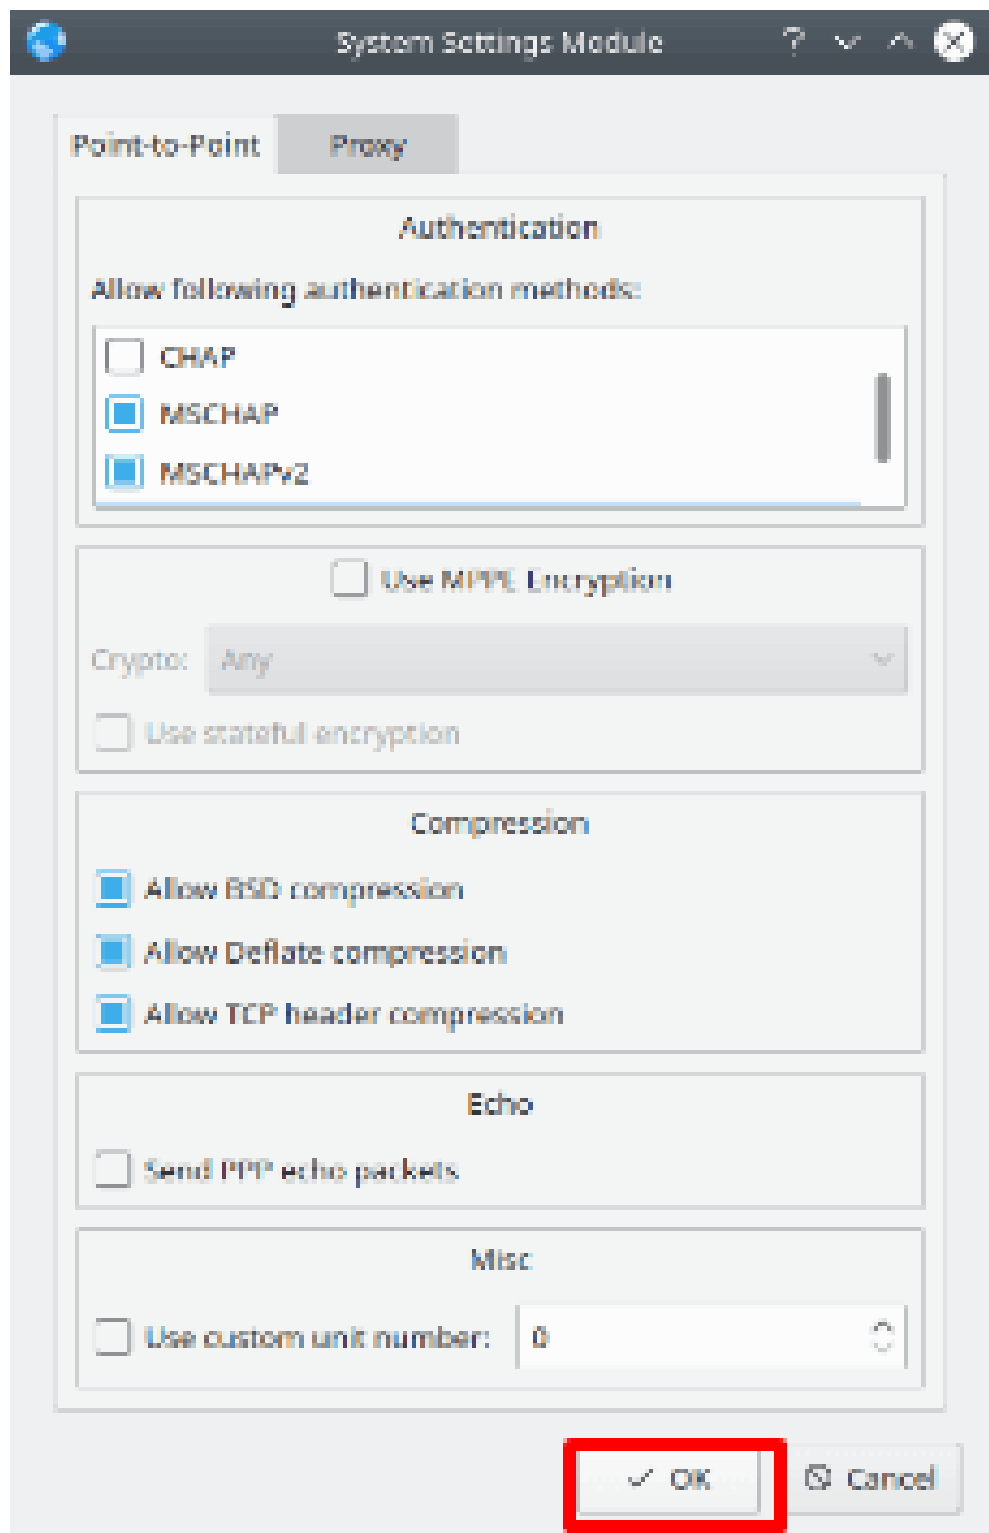 System Settings Module
Point-to-Point Proxy
Authentication
Allow following authentication methods:
CHAP
MSCHAP
MSCHAPv2
Use MPPE Encryption
Crypto: Any
Use stateful encryption
Compression
Allow BSD compression
Allow Deflate compression
Allow TCP header compression
Echo
Send PPP echo packets
Misc
Use custom unit number: 0
OK Cancel